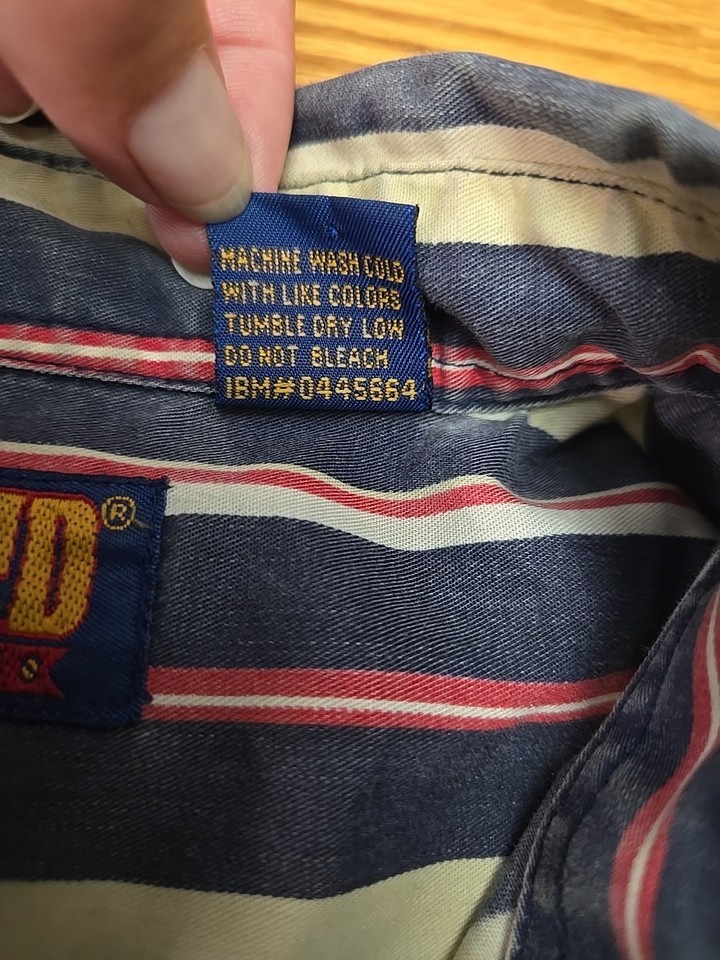 MACHINE WASH COLD
WITH LIKE COLORS
TUMBLE DRY LOW
DO NOT BLEACH
IBM#0445664
D®